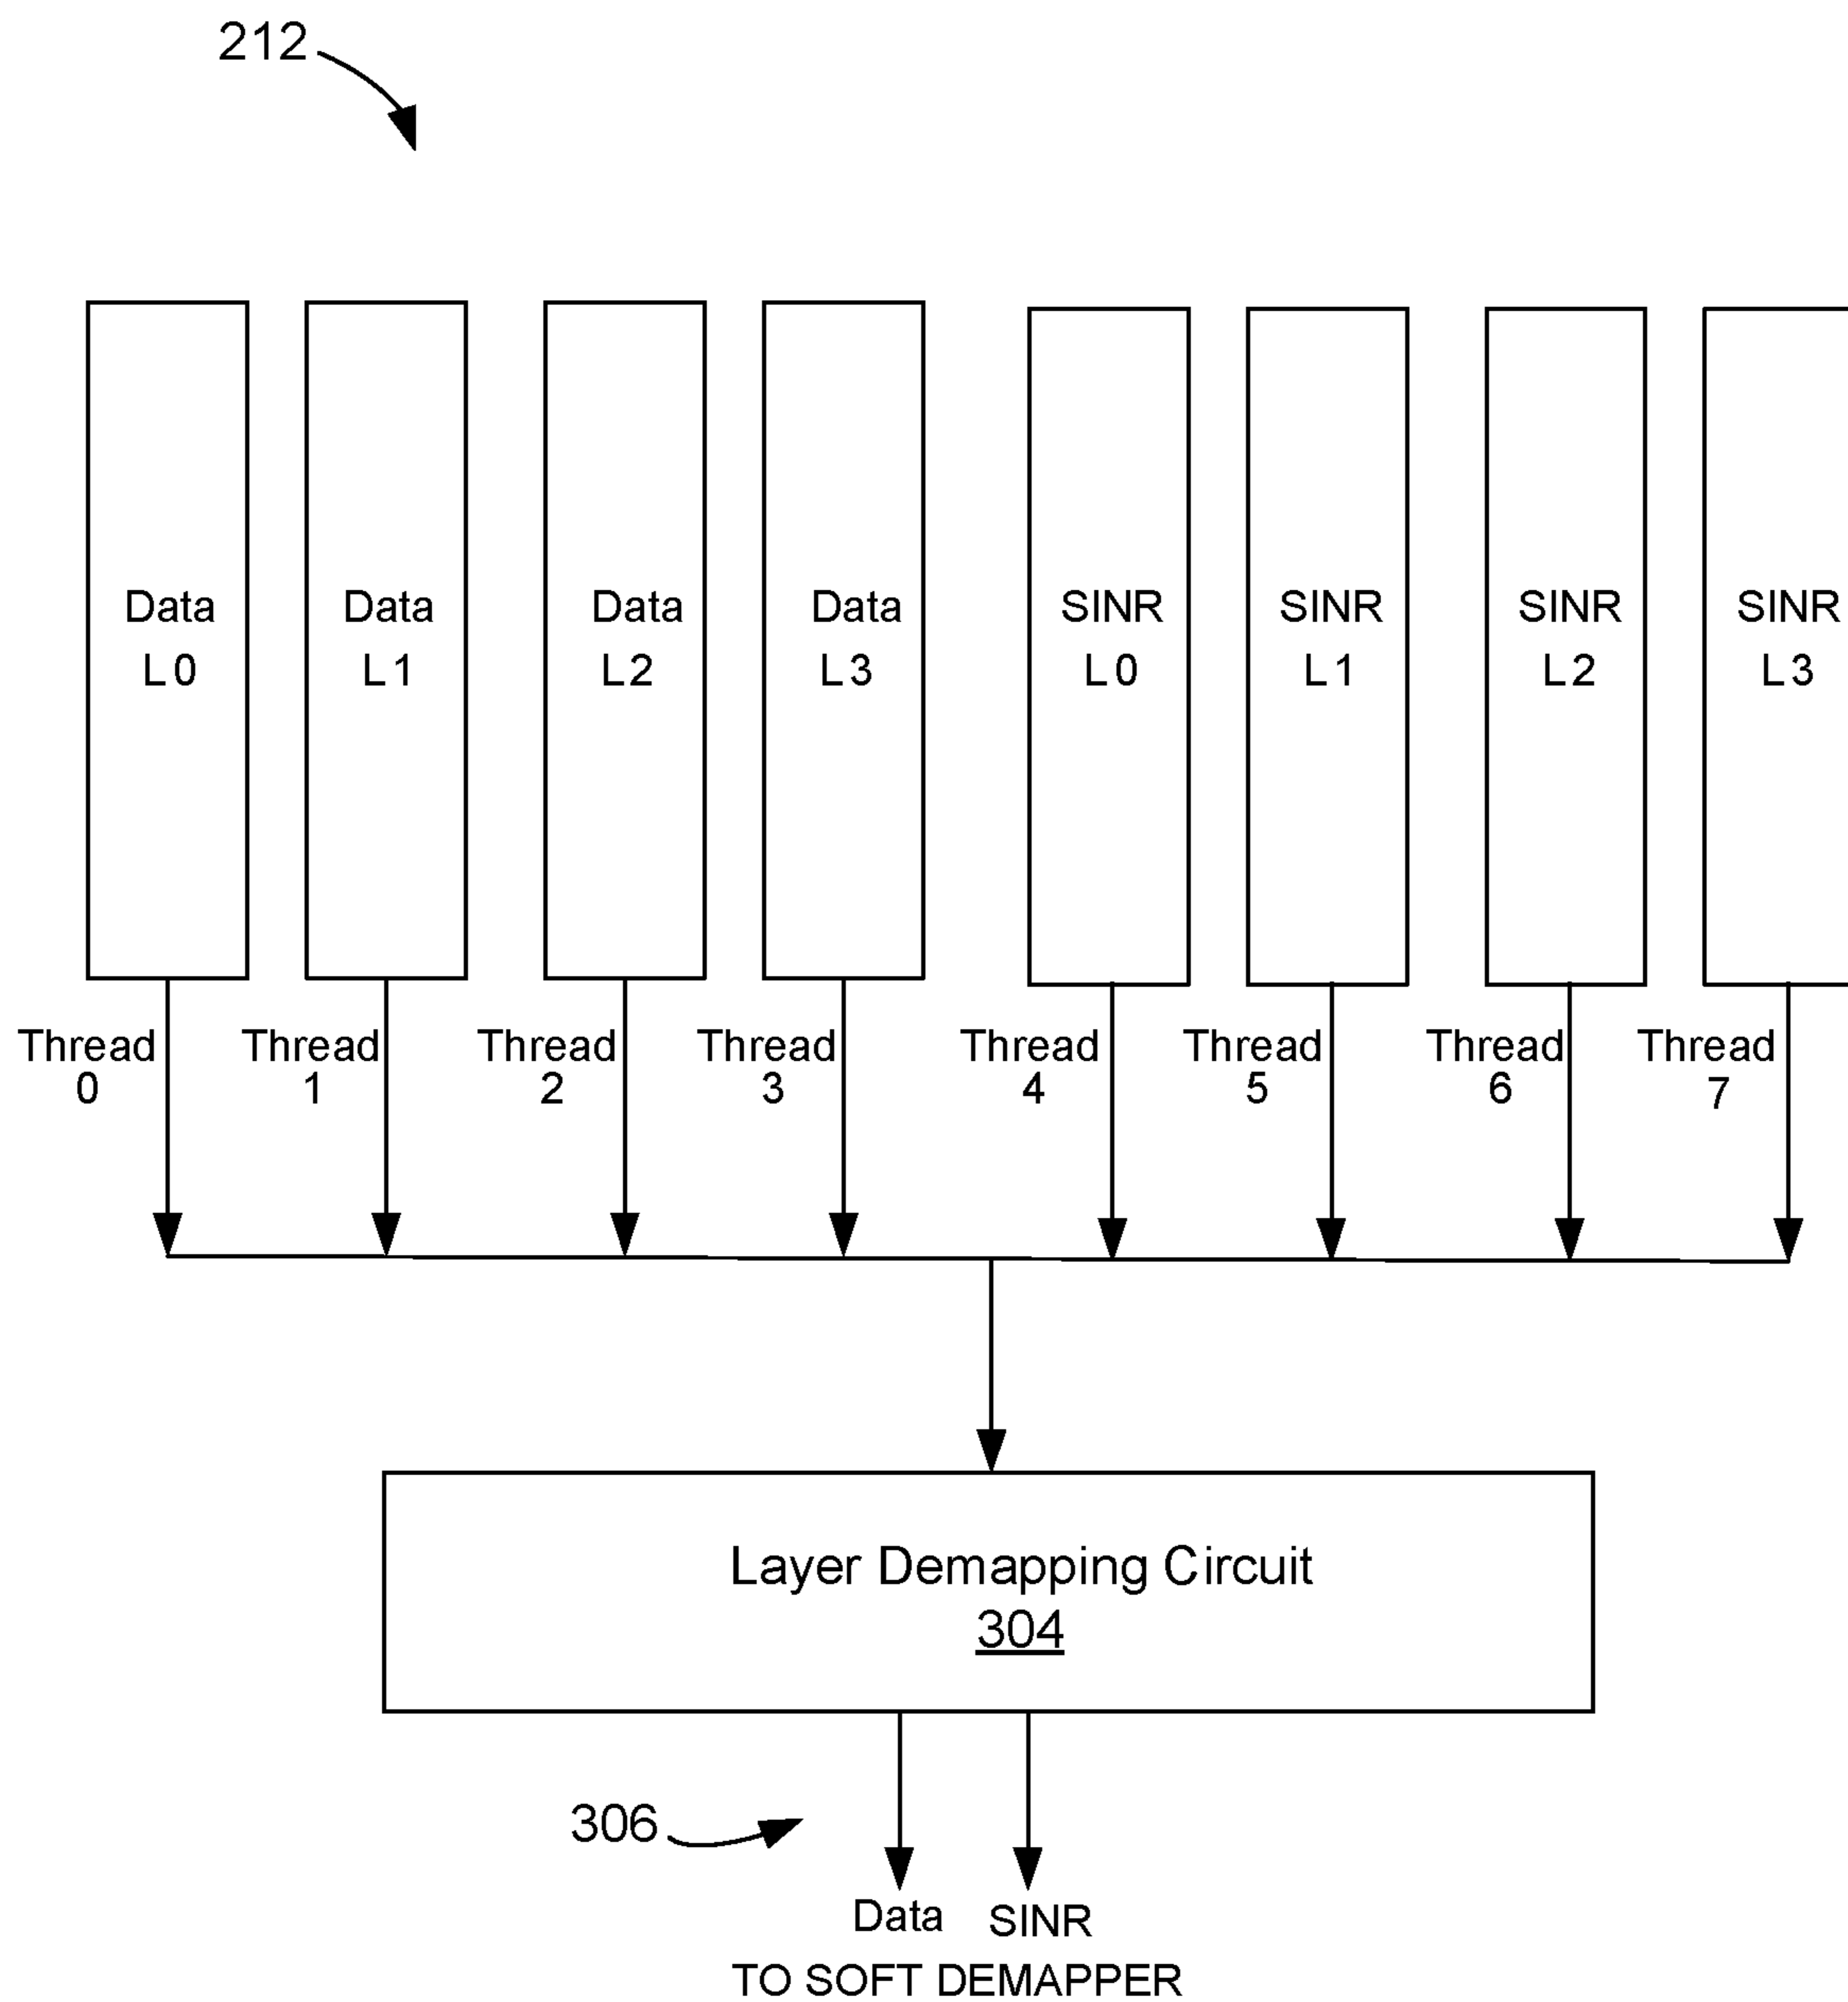 212
Data
L0
Data
L1
Data
L2
Data
L3
SINR
L0
SINR
L1
SINR
L2
SINR
L3
Thread
0
Thread
1
Thread
2
Thread
3
Thread
4
Thread
5
Thread
6
Thread
7
Layer Demapping Circuit
304
306
Data SINR
TO SOFT DEMAPPER